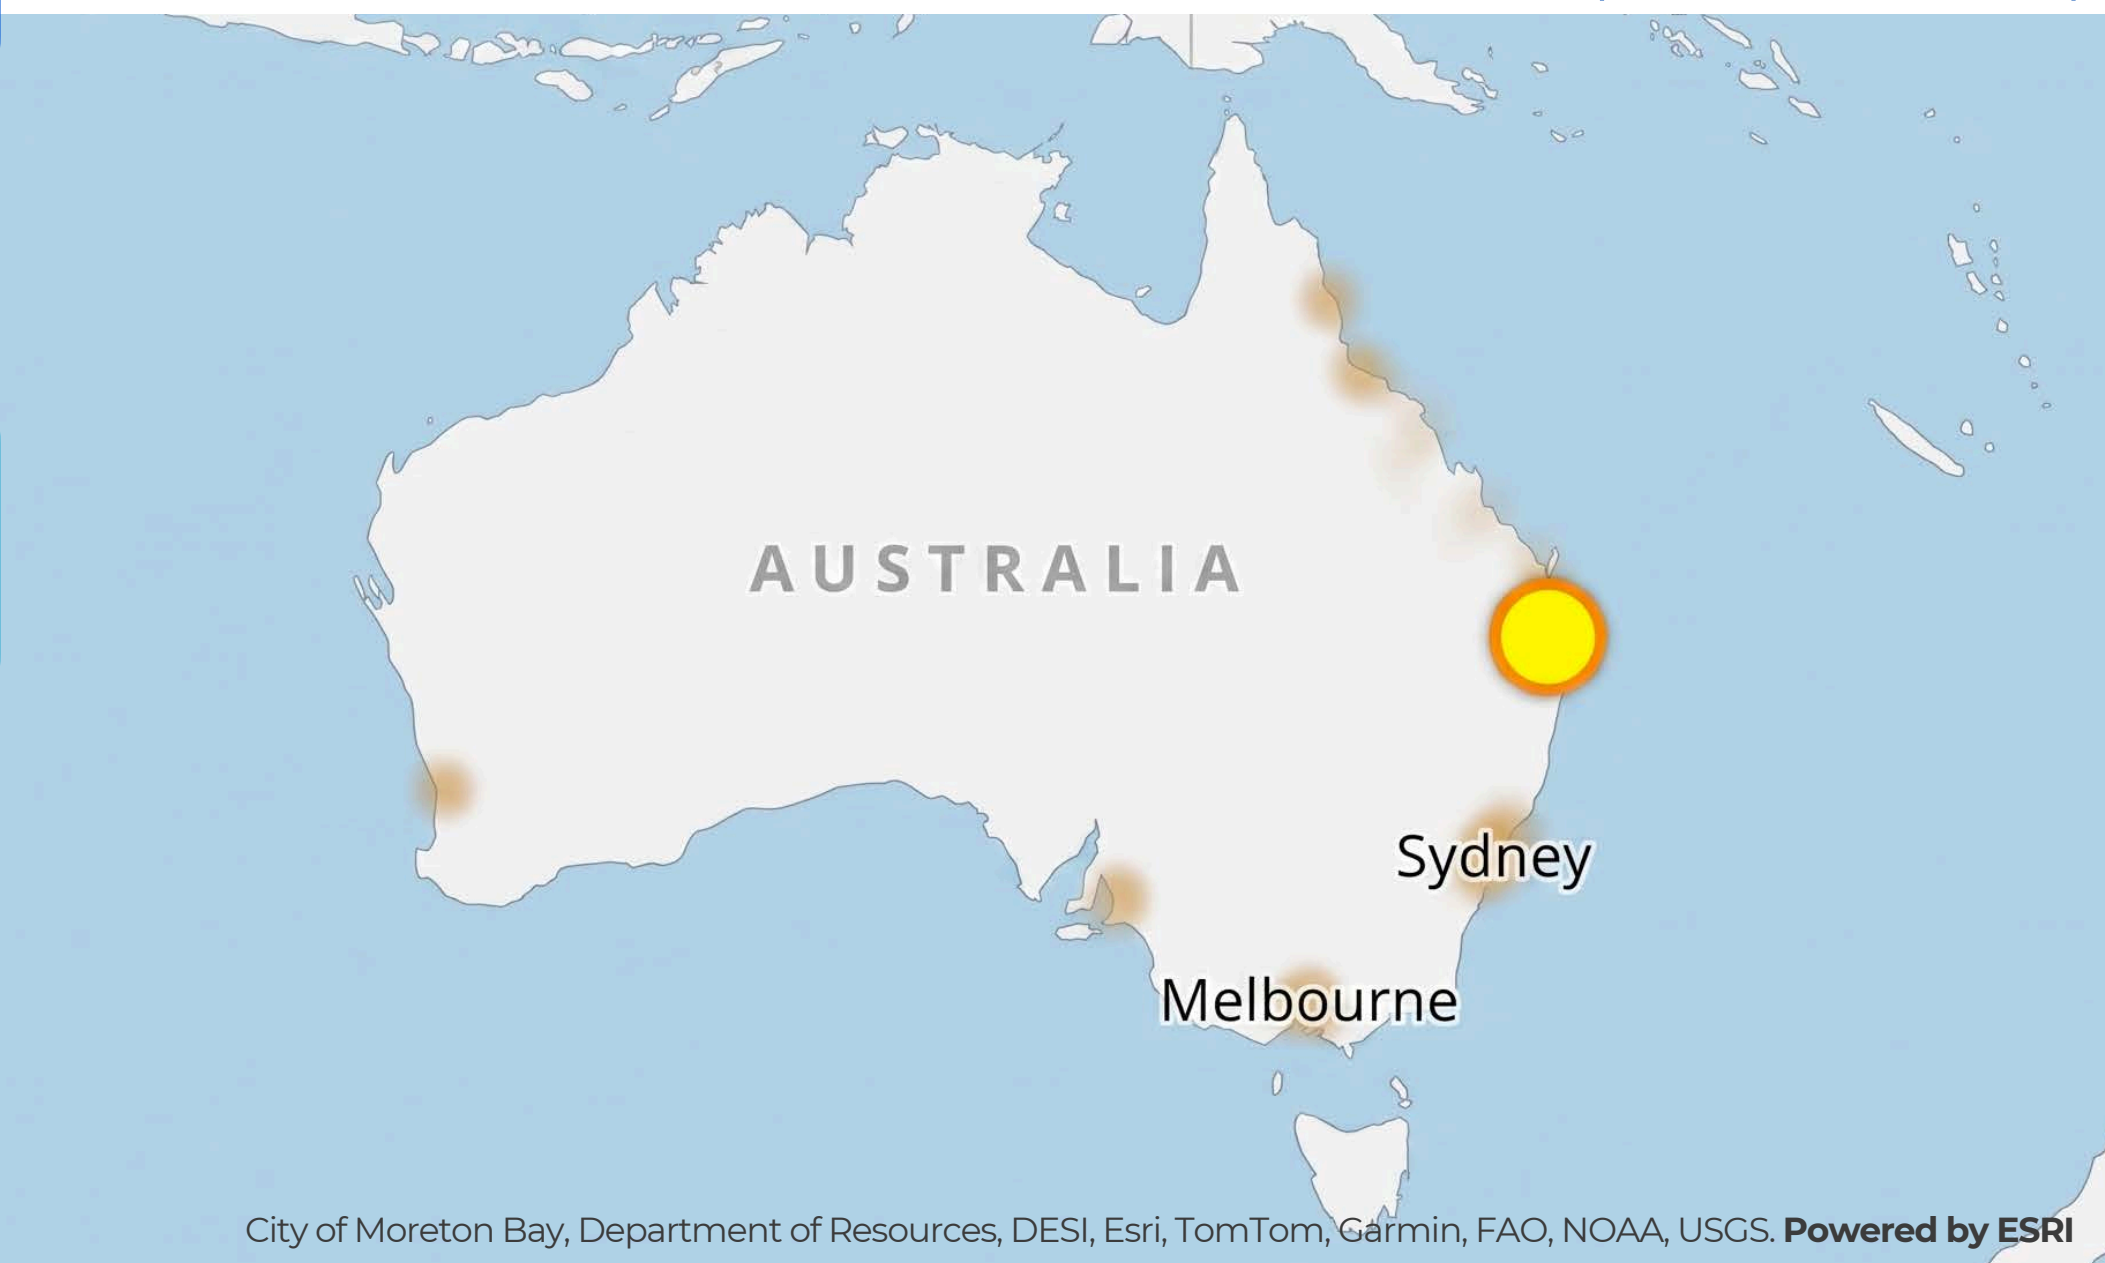 AUSTRALIA
Sydney
Melbourne
City of Moreton Bay, Department of Resources, DESI, Esri, TomTom, Garmin, FAO, NOAA, USGS. Powered by ESRI